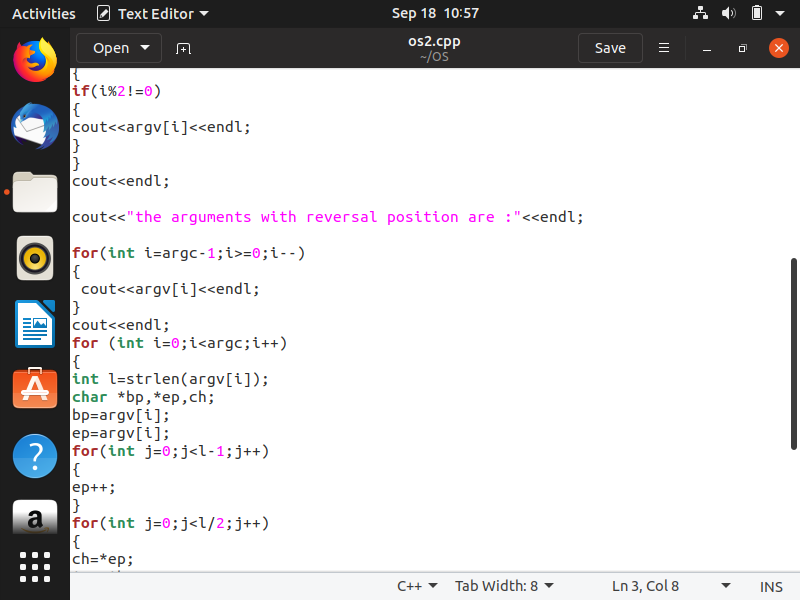 Activities Text Editor Sep 18 10:57
Open os2.cpp Save
~/OS
{
if(i%2!=0)
{
cout<<argv[i]<<endl;
}
}
cout<<endl;
cout<<"the arguments with reversal position are :"<<endl;
for(int i=argc-1;i>=0;i--)
{
cout<<argv[i]<<endl;
}
cout<<endl;
for (int i=0;i<argc;i++)
{
int l=strlen(argv[i]);
char *bp,*ep,ch;
bp=argv[i];
ep=argv[i];
for(int j=0;j<l-1;j++)
{
ep++;
}
for(int j=0;j<l/2;j++)
{
ch=*ep;
C++ Tab Width: 8 Ln 3, Col 8 INS